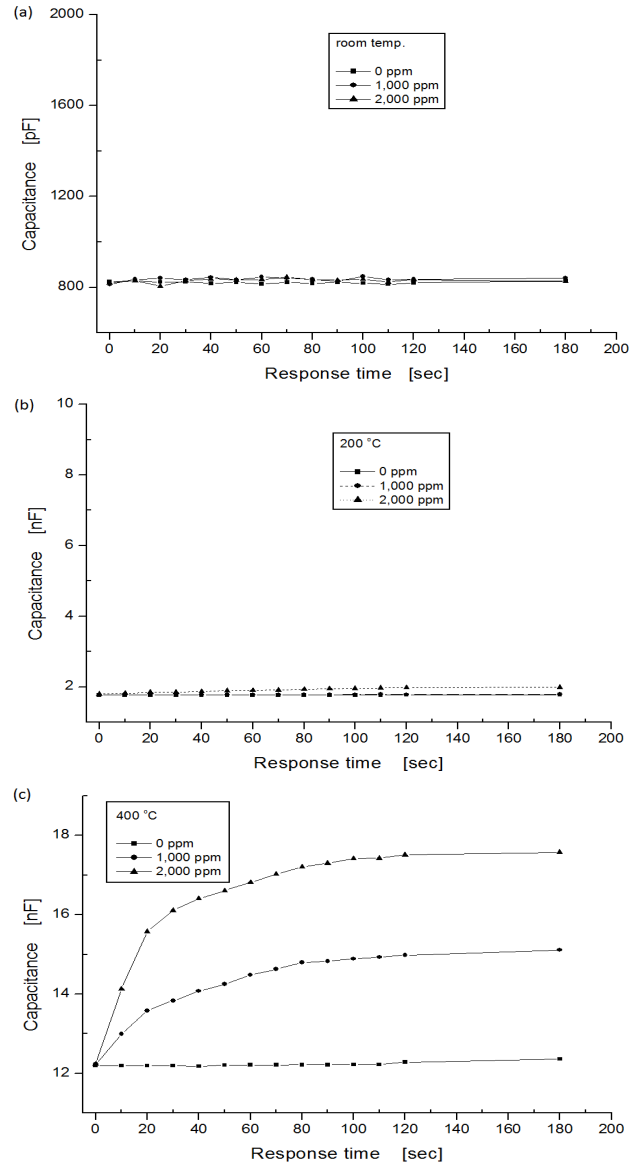 (a)
2000
1600
1200
800
Capacitance [pF]
room temp.
0 ppm
1,000 ppm
2,000 ppm
0 20 40 60 80 100 120 140 160 180 200
Response time [sec]
(b)
10
8
6
4
2
Capacitance [nF]
200 °C
0 ppm
1,000 ppm
2,000 ppm
0 20 40 60 80 100 120 140 160 180 200
Response time [sec]
(c)
18
16
14
12
Capacitance [nF]
400 °C
0 ppm
1,000 ppm
2,000 ppm
0 20 40 60 80 100 120 140 160 180 200
Response time [sec]